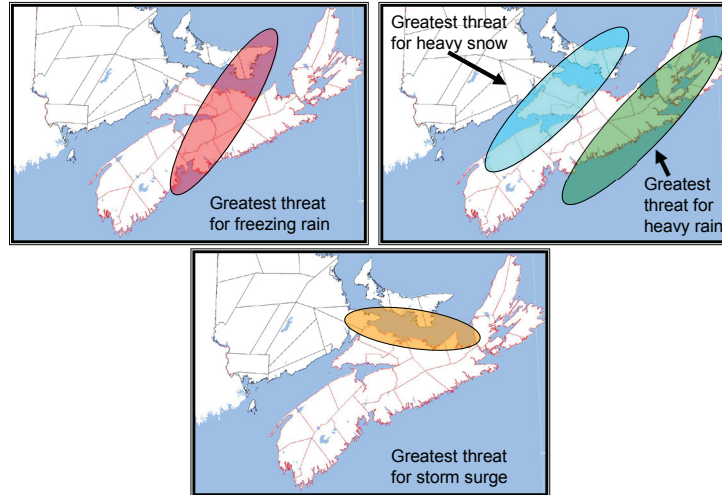 Greatest threat
for freezing rain
Greatest threat
for heavy snow
Greatest
threat for
heavy rain
Greatest threat
for storm surge